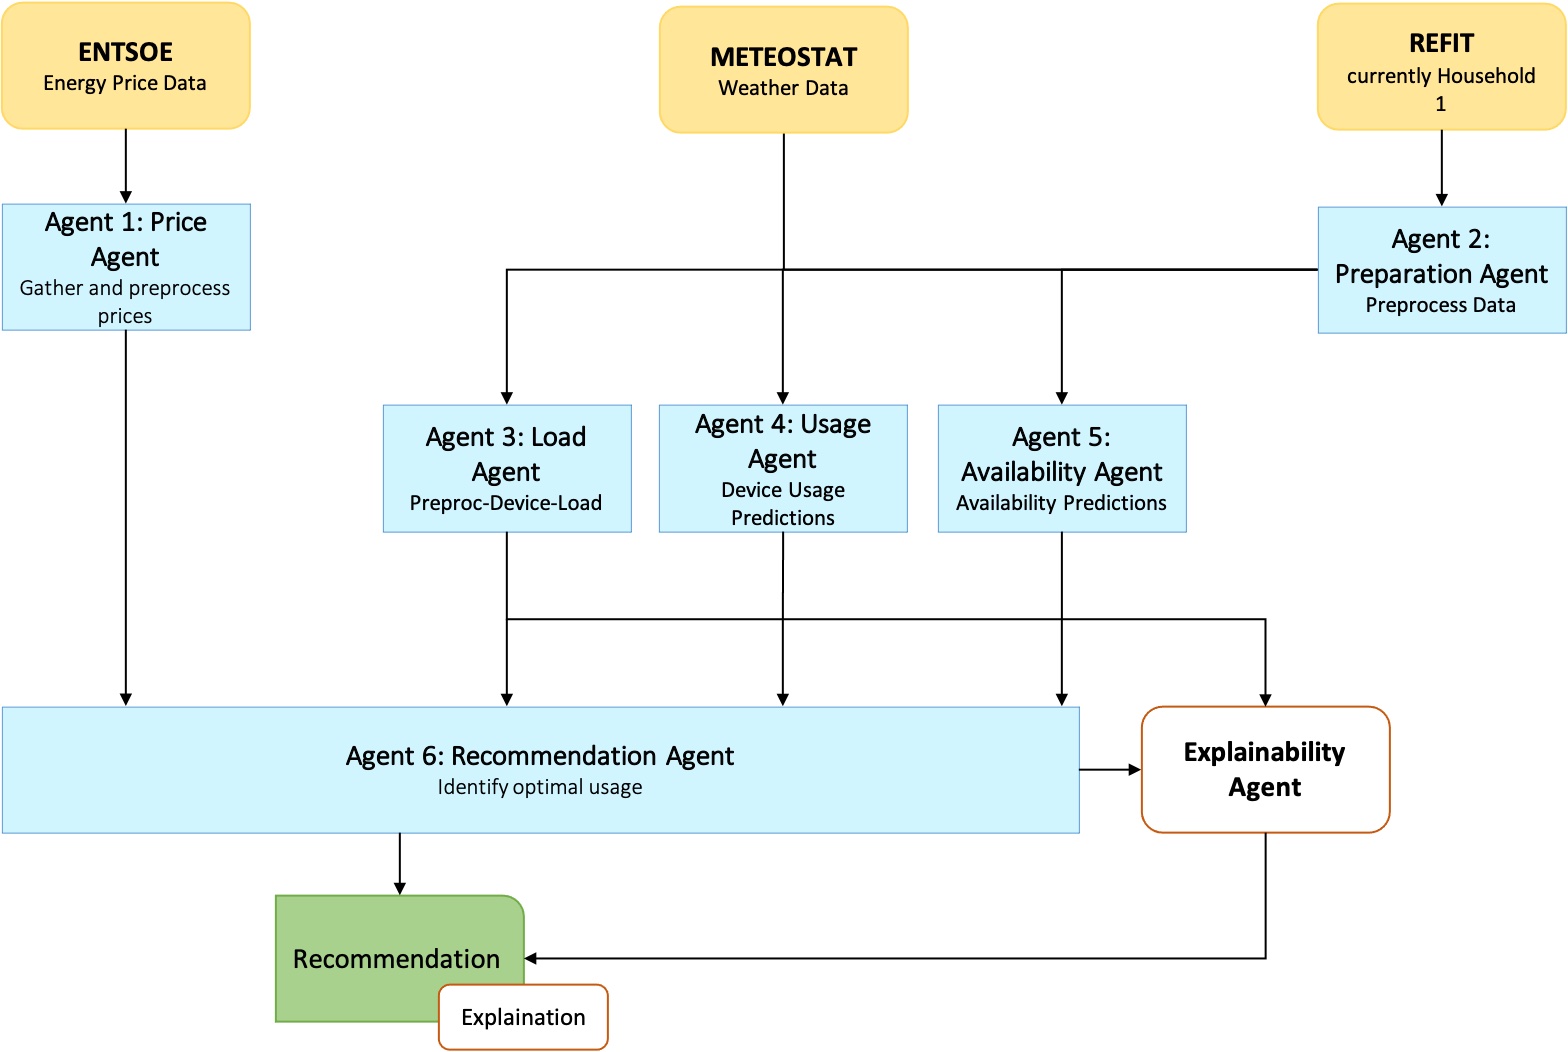 ENTSOE
Energy Price Data
METEOSTAT
Weather Data
REFIT
currently Household
1
Agent 1: Price
Agent
Gather and preprocess
prices
Agent 2:
Preparation Agent
Preprocess Data
Agent 3: Load
Agent
Preproc-Device-Load
Agent 4: Usage
Agent
Device Usage
Predictions
Agent 5:
Availability Agent
Availability Predictions
Agent 6: Recommendation Agent
Identify optimal usage
Explainability
Agent
Recommendation
Explaination